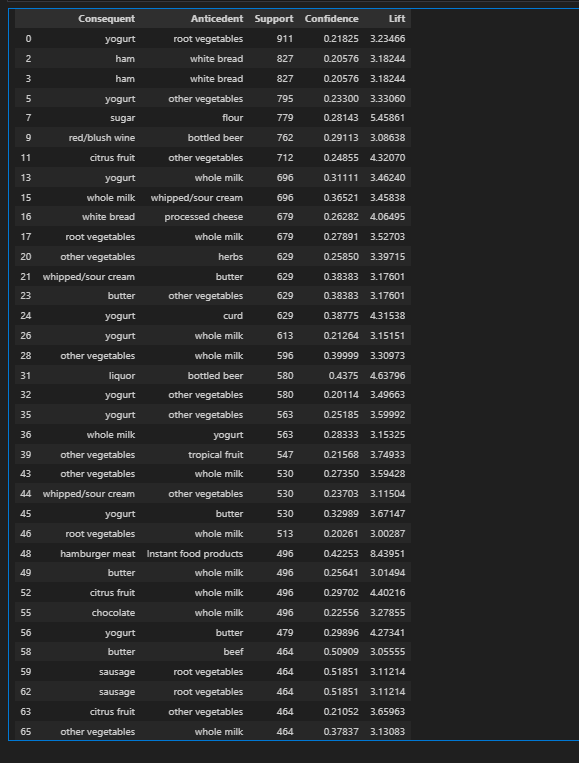 Consequent Anticedent Support Confidence Lift
0 yogurt root vegetables 911 0.21825 3.23466
2 ham white bread 827 0.20576 3.18244
3 ham white bread 827 0.20576 3.18244
5 yogurt other vegetables 795 0.23300 3.33060
7 sugar flour 779 0.28143 5.45861
9 red/blush wine bottled beer 762 0.29113 3.08638
11 citrus fruit other vegetables 712 0.24855 4.32070
13 yogurt whole milk 696 0.31111 3.46240
15 whole milk whipped/sour cream 696 0.36521 3.45838
16 white bread processed cheese 679 0.26282 4.06495
17 root vegetables whole milk 679 0.27891 3.52703
20 other vegetables herbs 629 0.25850 3.39715
21 whipped/sour cream butter 629 0.38383 3.17601
23 butter other vegetables 629 0.38383 3.17601
24 yogurt curd 629 0.38775 4.31538
26 yogurt whole milk 613 0.21264 3.15151
28 other vegetables whole milk 596 0.39999 3.30973
31 liquor bottled beer 580 0.4375 4.63796
32 yogurt other vegetables 580 0.20114 3.49663
35 yogurt other vegetables 563 0.25185 3.59992
36 whole milk yogurt 563 0.28333 3.15325
39 other vegetables tropical fruit 547 0.21568 3.74933
43 other vegetables whole milk 530 0.27350 3.59428
44 whipped/sour cream other vegetables 530 0.23703 3.11504
45 yogurt butter 530 0.32989 3.67147
46 root vegetables whole milk 513 0.20261 3.00287
48 hamburger meat Instant food products 496 0.42253 8.43951
49 butter whole milk 496 0.25641 3.01494
52 citrus fruit whole milk 496 0.29702 4.40216
55 chocolate whole milk 496 0.22556 3.27855
56 yogurt butter 479 0.29896 4.27341
58 butter beef 464 0.50909 3.05555
59 sausage root vegetables 464 0.51851 3.11214
62 sausage root vegetables 464 0.51851 3.11214
63 citrus fruit other vegetables 464 0.21052 3.65963
65 other vegetables whole milk 464 0.37837 3.13083